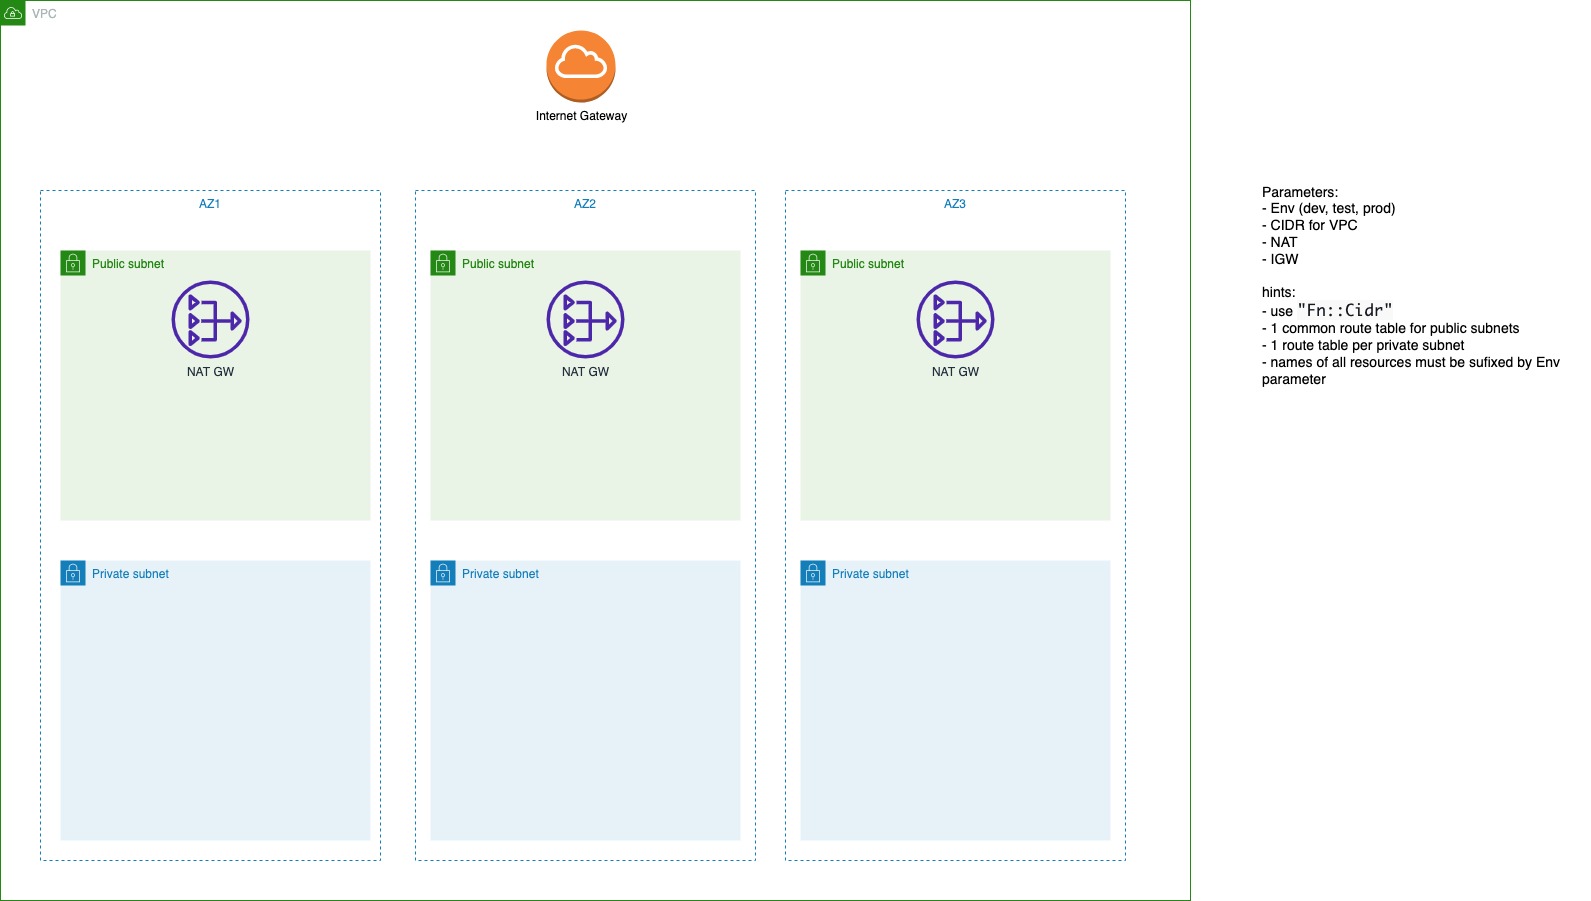 VPC
Internet Gateway
AZ1
AZ2
AZ3
Public subnet
Public subnet
Public subnet
NAT GW
NAT GW
NAT GW
Private subnet
Private subnet
Private subnet
Parameters:
- Env (dev, test, prod)
- CIDR for VPC
- NAT
- IGW
hints:
- use "Fn::Cidr"
- 1 common route table for public subnets
- 1 route table per private subnet
- names of all resources must be sufixed by Env
parameter